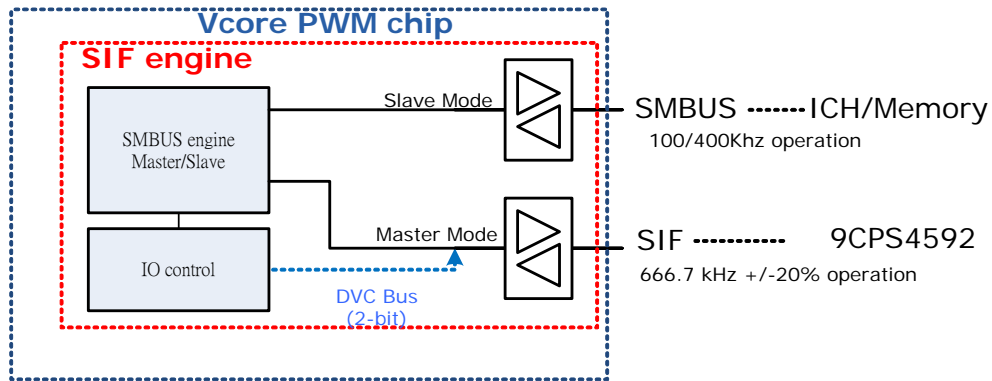 Vcore PWM chip
SIF engine
SMBUS engine
Master/Slave
IO control
Slave Mode
Master Mode
DVC Bus
(2-bit)
SMBUS ------ ICH/Memory
100/400Khz operation
SIF --------- 9CPS4592
666.7 kHz +/-20% operation